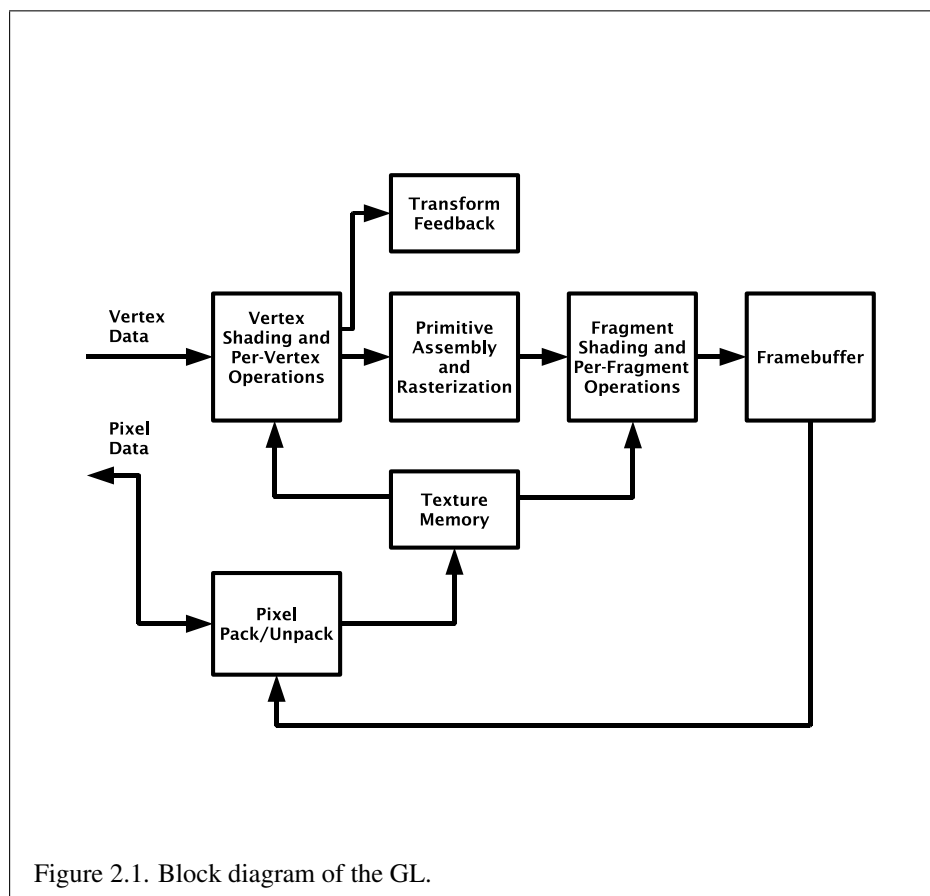 Transform
Feedback
Vertex
Data
Vertex
Shading and
Per-Vertex
Operations
Primitive
Assembly
and
Rasterization
Fragment
Shading and
Per-Fragment
Operations
Framebuffer
Pixel
Data
Texture
Memory
Pixel
Pack/Unpack
Figure 2.1. Block diagram of the GL.